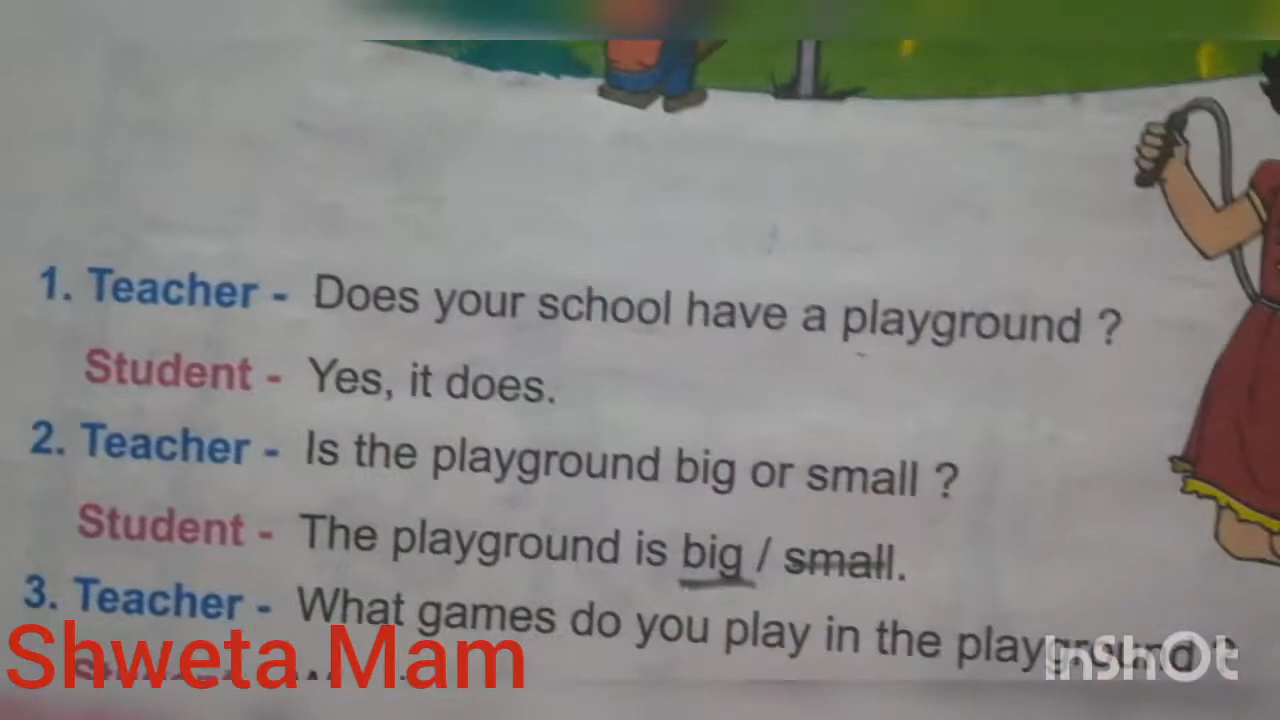 1. Teacher - Does your school have a playground ?
Student - Yes, it does.
2. Teacher - Is the playground big or small ?
Student - The playground is big / small.
3. Teacher - What games do you play in the playground ?
Shweta Mam
InShOt